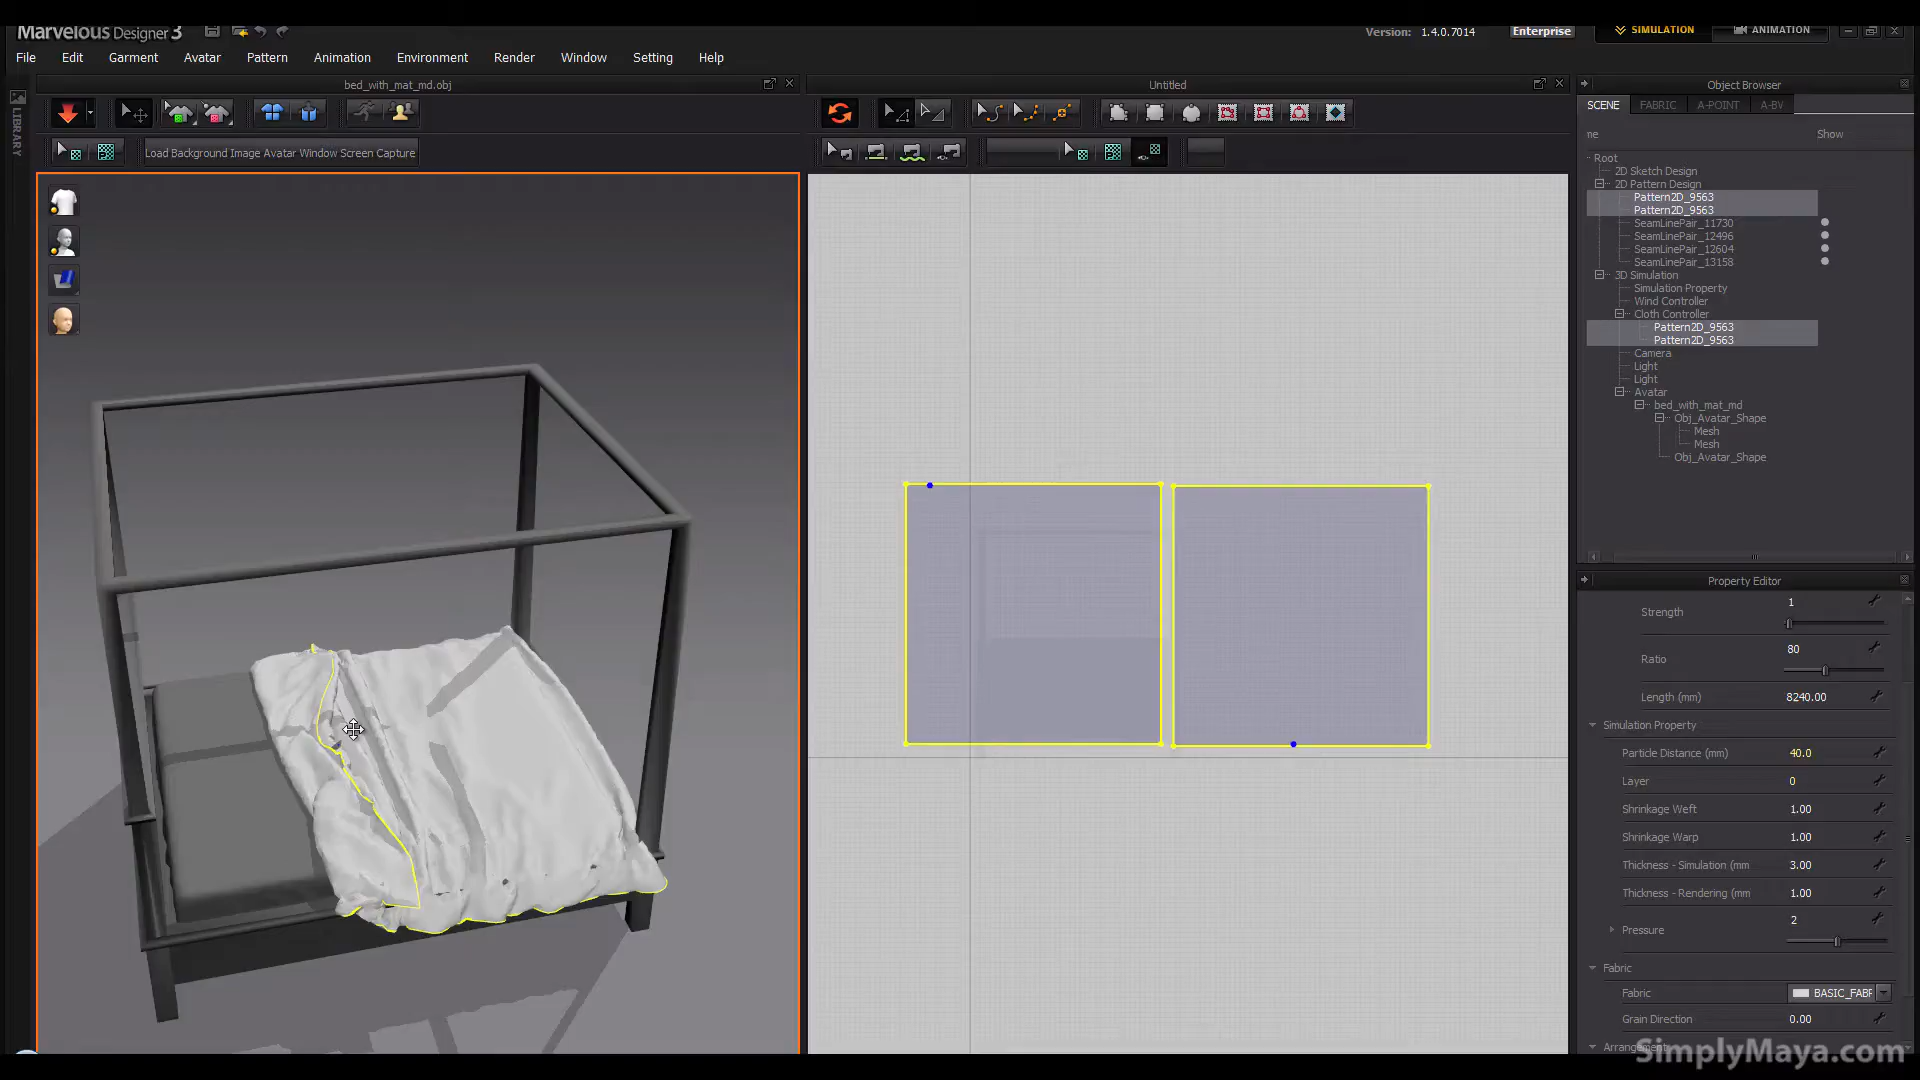 Marvelous Designer 3
Version: 1.4.0.7014
Enterprise
SIMULATION
ANIMATION
File Edit Garment Avatar Pattern Animation Environment Render Window Setting Help
LIBRARY
bed_with_mat_md.obj
Untitled
Object Browser
SCENE FABRIC A-POINT A-BV
Load Background Image Avatar Window Screen Capture
me Show
Root
2D Sketch Design
2D Pattern Design
Pattern2D_9563
Pattern2D_9563
SeamLinePair_11730
SeamLinePair_12496
SeamLinePair_12604
SeamLinePair_13158
3D Simulation
Simulation Property
Wind Controller
Cloth Controller
Pattern2D_9563
Pattern2D_9563
Camera
Light
Light
Avatar
bed_with_mat_md
Obj_Avatar_Shape
Mesh
Mesh
Obj_Avatar_Shape
Property Editor
Strength 1
Ratio 80
Length (mm) 8240.00
Simulation Property
Particle Distance (mm) 40.0
Layer 0
Shrinkage Weft 1.00
Shrinkage Warp 1.00
Thickness - Simulation (mm 3.00
Thickness - Rendering (mm 1.00
Pressure 2
Fabric
Fabric BASIC_FABR
Grain Direction 0.00
Arrangement
SimplyMaya.com